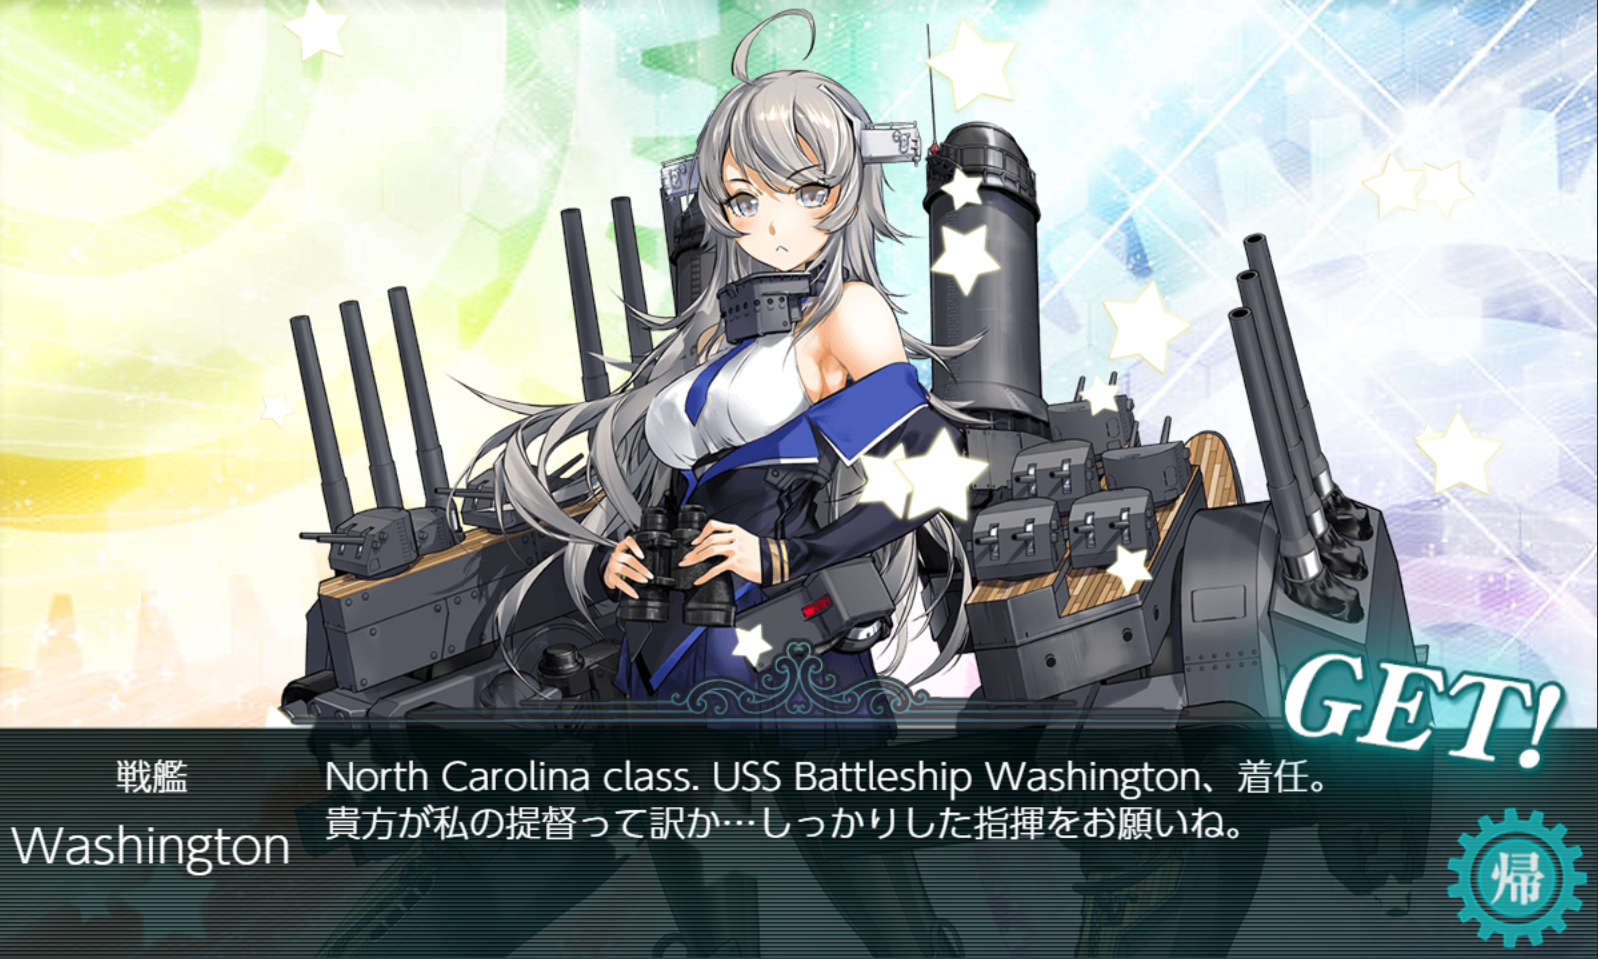 GET!
戦艦
Washington
North Carolina class. USS Battleship Washington、着任。
貴方が私の提督って訳か…しっかりした指揮をお願いね。
帰